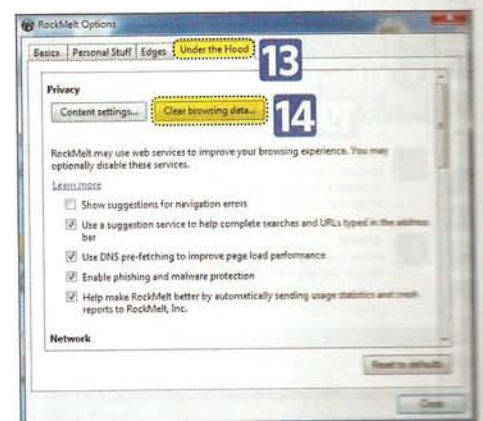 RockMelt Options
Basics Personal Stuff Edges Under the Hood
13
Privacy
Content settings... Clear browsing data...
14
RockMelt may use web services to improve your browsing experience. You may
optionally disable these services.
Learn more
Show suggestions for navigation errors
Use a suggestion service to help complete searches and URLs typed in the address
bar
Use DNS pre-fetching to improve page load performance
Enable phishing and malware protection
Help make RockMelt better by automatically sending usage statistics and crash
reports to RockMelt, Inc.
Network
Reset to defaults
Close